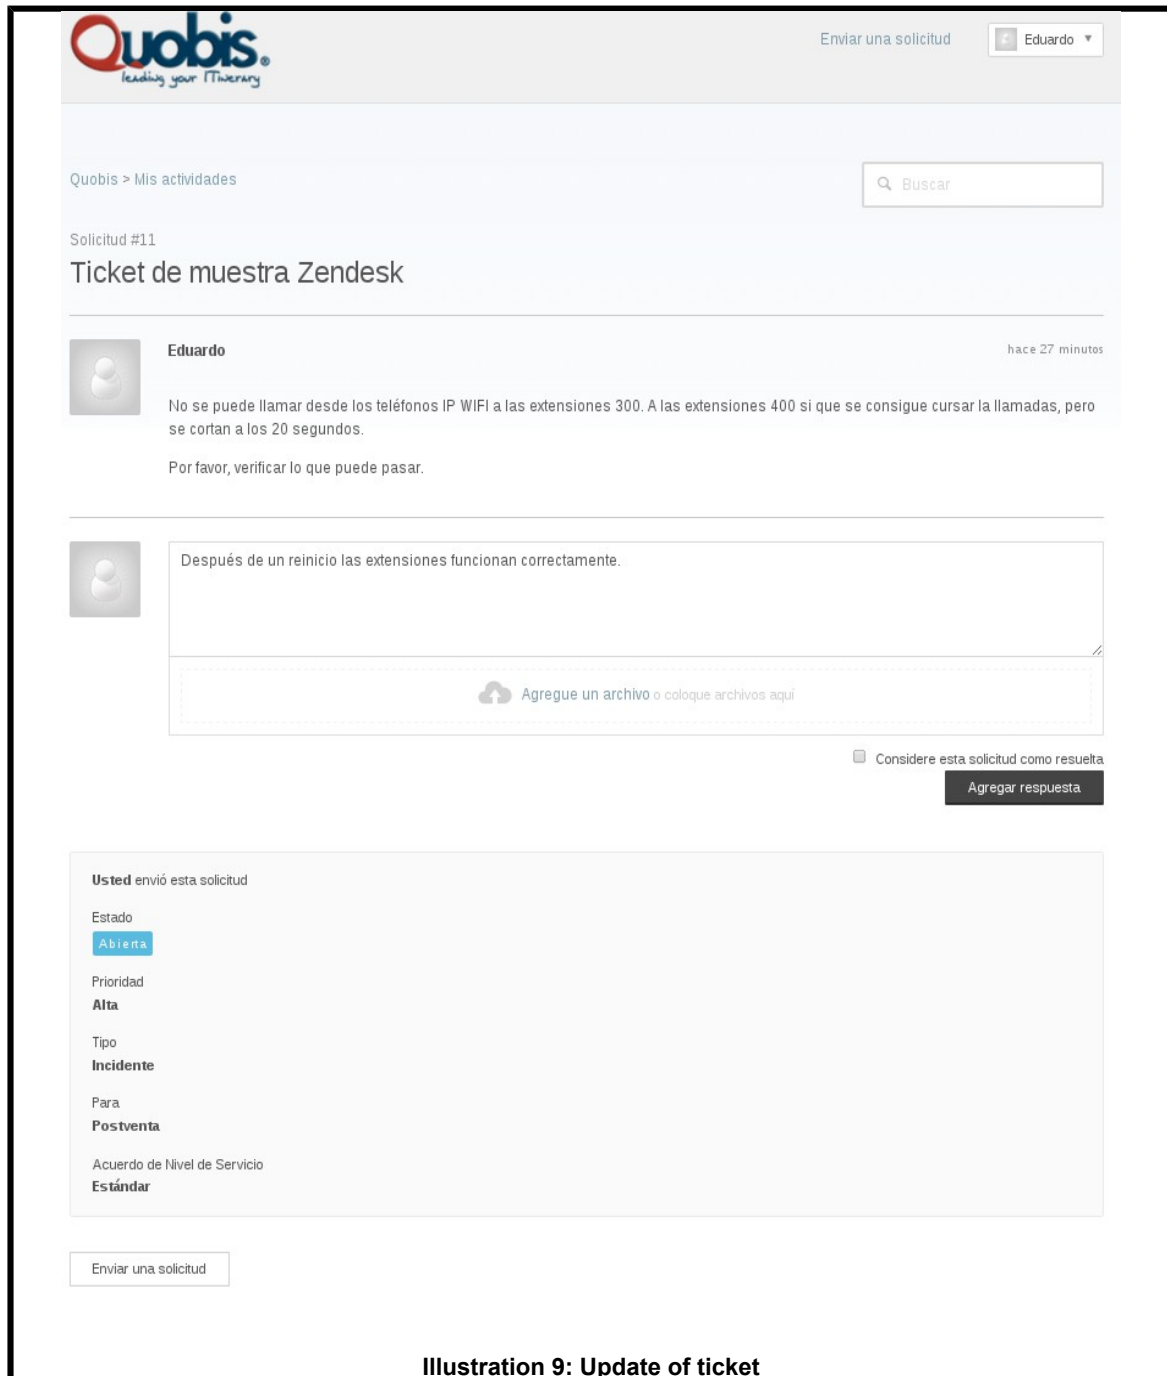 Quobis®
leading your ITinerary
Enviar una solicitud
Eduardo ▼
Quobis > Mis actividades
Buscar
Solicitud #11
Ticket de muestra Zendesk
Eduardo
hace 27 minutos
No se puede llamar desde los teléfonos IP WIFI a las extensiones 300. A las extensiones 400 si que se consigue cursar la llamadas, pero
se cortan a los 20 segundos.
Por favor, verificar lo que puede pasar.
Después de un reinicio las extensiones funcionan correctamente.
Agregue un archivo o coloque archivos aquí
Considere esta solicitud como resuelta
Agregar respuesta
Usted envió esta solicitud
Estado
Abierta
Prioridad
Alta
Tipo
Incidente
Para
Postventa
Acuerdo de Nivel de Servicio
Estándar
Enviar una solicitud
Illustration 9: Update of ticket